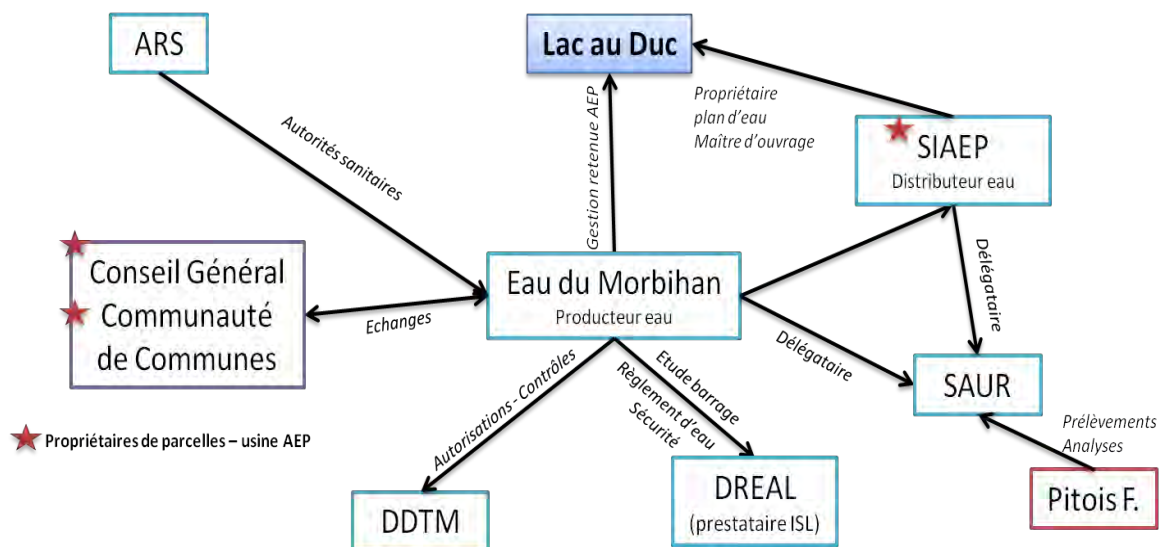 ARS
Lac au Duc
Autorités sanitaires
Gestion retenue AEP
Propriétaire
plan d'eau
Maître d'ouvrage
SIAEP
Distributeur eau
Conseil Général
Communauté
de Communes
Echanges
Eau du Morbihan
Producteur eau
Délégataire
Délégataire
SAUR
Propriétaires de parcelles – usine AEP
Autorisations - Contrôles
Etude barrage
Règlement d'eau
Sécurité
Prélèvements
Analyses
DDTM
DREAL
(prestataire ISL)
Pitois F.